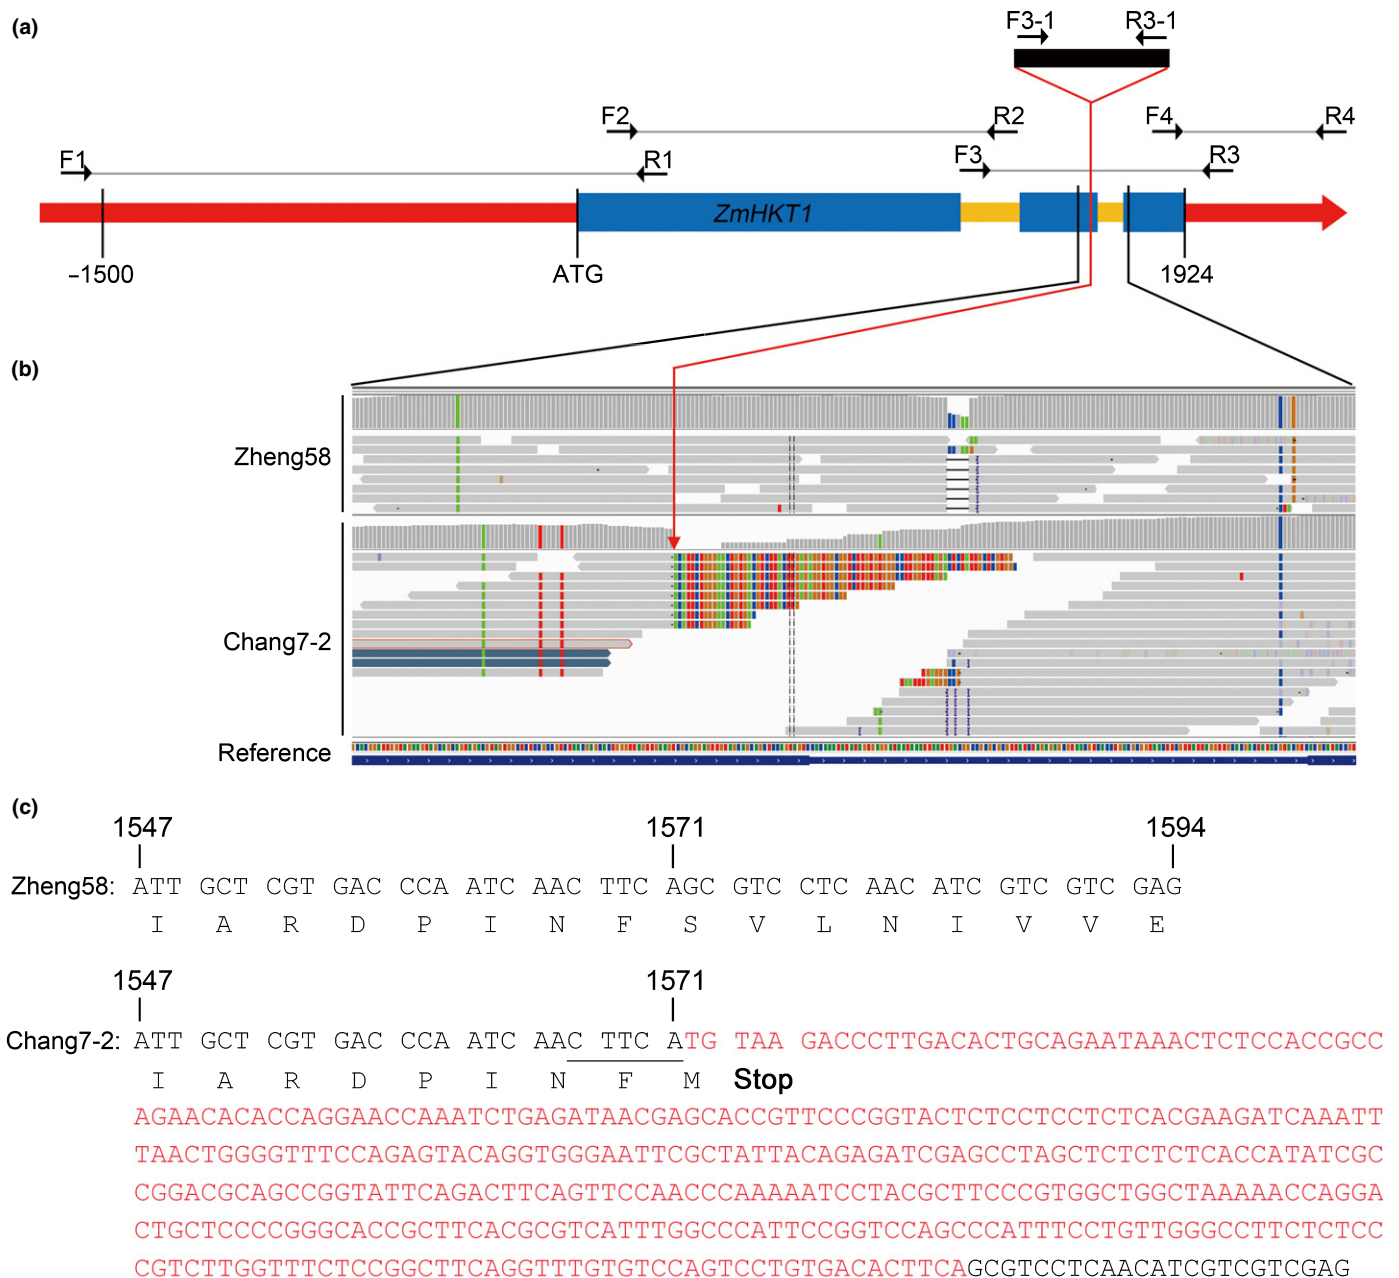 (a)
F3-1 R3-1
F2 R2 F4 R4
F1 R1 F3 R3
ZmHKT1
–1500 ATG 1924
(b)
Zheng58
Chang7-2
Reference
(c)
1547 1571 1594
Zheng58: ATT GCT CGT GAC CCA ATC AAC TTC AGC GTC CTC AAC ATC GTC GTC GAG
I A R D P I N F S V L N I V V E
1547 1571
Chang7-2: ATT GCT CGT GAC CCA ATC AAC TTC ATG TAA GACCCTTGACACTGCAGAATAAACTCTCCACCGCC
I A R D P I N F M Stop
AGAACACACCAGGAACCAAATCTGAGATAACGAGCACCGTTCCCGGTACTCTCCTCCTCTCACGAAGATCAAATT
TAACTGGGGTTTCCAGAGTACAGGTGGGAATTCGCTATTACAGAGATCGAGCCTAGCTCTCTCTCACCATATCGC
CGGACGCAGCCGGTATTCAGACTTCAGTTCCAACCCAAAAATCCTACGCTTCCCGTGGCTGGCTAAAAACCAGGA
CTGCTCCCCGGGCACCGCTTCACGCGTCATTTGGCCCATTCCGGTCCAGCCCATTTCCTGTTGGGCCTTCTCTCC
CGTCTTGGTTTCTCCGGCTTCAGGTTTGTGTCCAGTCCTGTGACACTTCAGCGTCCTCAACATCGTCGTCGAG